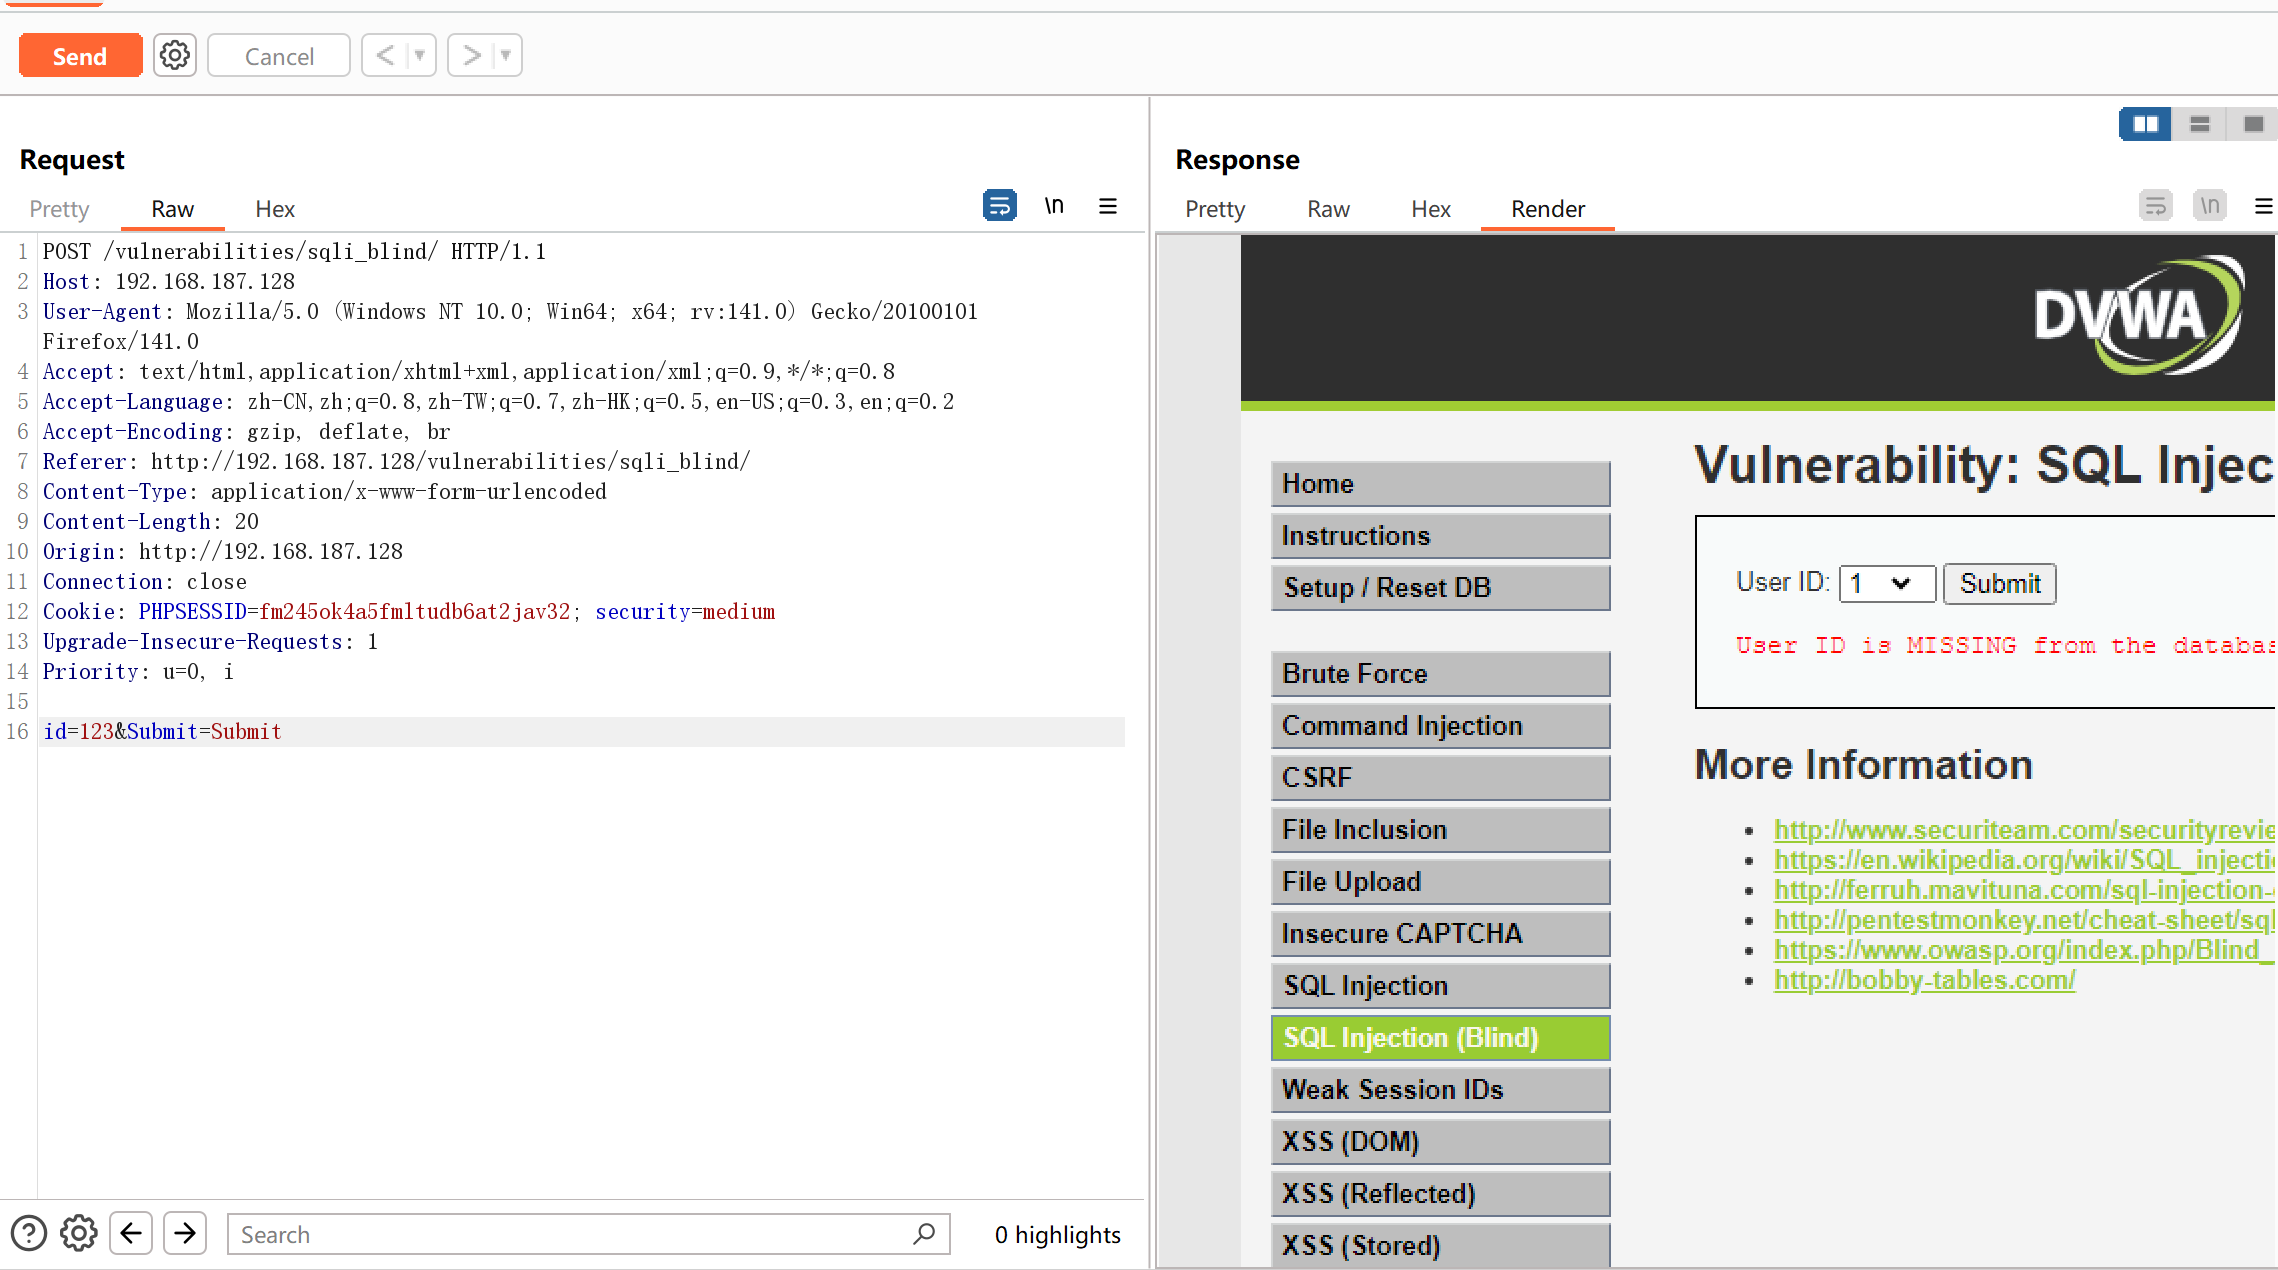 Send
Cancel
< >
Request
Pretty Raw Hex
\n
1 POST /vulnerabilities/sqli_blind/ HTTP/1.1
2 Host: 192.168.187.128
3 User-Agent: Mozilla/5.0 (Windows NT 10.0; Win64; x64; rv:141.0) Gecko/20100101
Firefox/141.0
4 Accept: text/html,application/xhtml+xml,application/xml;q=0.9,*/*;q=0.8
5 Accept-Language: zh-CN,zh;q=0.8,zh-TW;q=0.7,zh-HK;q=0.5,en-US;q=0.3,en;q=0.2
6 Accept-Encoding: gzip, deflate, br
7 Referer: http://192.168.187.128/vulnerabilities/sqli_blind/
8 Content-Type: application/x-www-form-urlencoded
9 Content-Length: 20
10 Origin: http://192.168.187.128
11 Connection: close
12 Cookie: PHPSESSID=fm245ok4a5fmltudb6at2jav32; security=medium
13 Upgrade-Insecure-Requests: 1
14 Priority: u=0, i
15
16 id=123&Submit=Submit
Search
0 highlights
Response
Pretty Raw Hex Render
\n
DVWA
Home
Instructions
Setup / Reset DB
Brute Force
Command Injection
CSRF
File Inclusion
File Upload
Insecure CAPTCHA
SQL Injection
SQL Injection (Blind)
Weak Session IDs
XSS (DOM)
XSS (Reflected)
XSS (Stored)
Vulnerability: SQL Injec
User ID: 1 Submit
User ID is MISSING from the databas
More Information
http://www.securiteam.com/securityrevie
https://en.wikipedia.org/wiki/SQL_injecti
http://ferruh.mavituna.com/sql-injection-
http://pentestmonkey.net/cheat-sheet/sql
https://www.owasp.org/index.php/Blind_
http://bobby-tables.com/